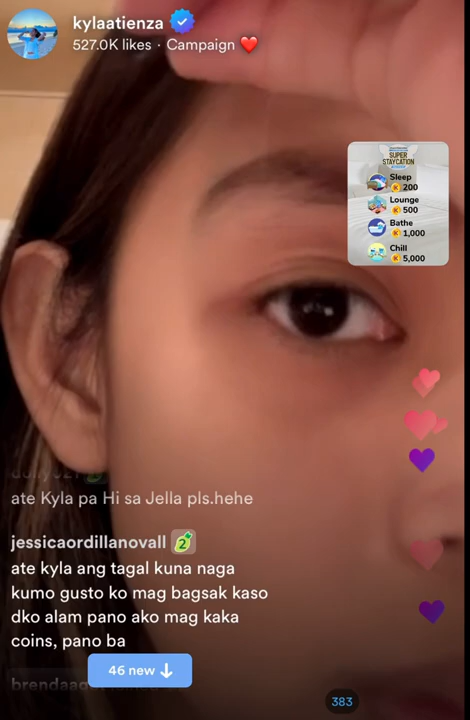 kylaatienza
527.0K likes · Campaign ❤️
SUPER
STAYCATION
Sleep
200
Lounge
500
Bathe
1,000
Chill
5,000
ate Kyla pa Hi sa Jella pls.hehe
jessicaordillanovall 2
ate kyla ang tagal kuna naga
kumo gusto ko mag bagsak kaso
dko alam pano ako mag kaka
coins, pano ba
46 new ↓
383